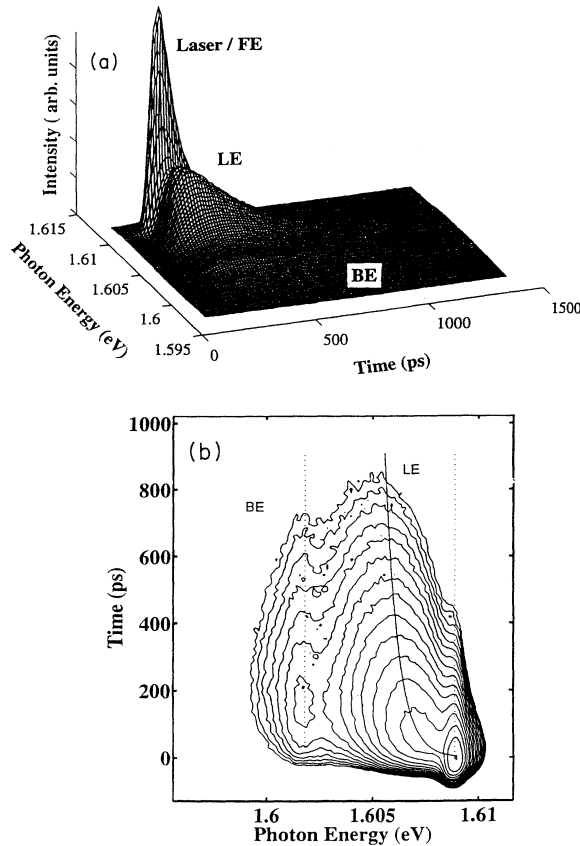 (a)
Laser / FE
LE
BE
Intensity ( arb. units)
1.615
1.61
1.605
1.6
1.595
Photon Energy (eV)
0
500
1000
1500
Time (ps)
(b)
BE
LE
1000
800
600
400
200
0
Time (ps)
1.6
1.605
1.61
Photon Energy (eV)